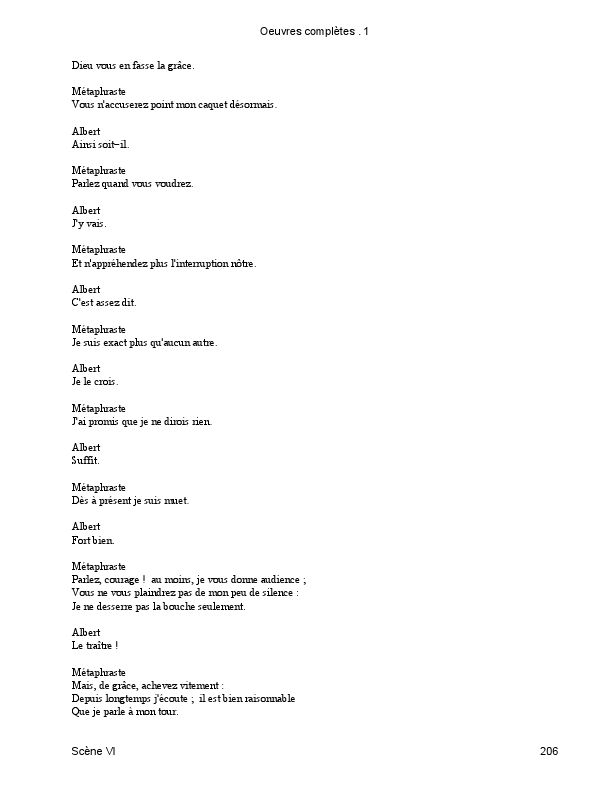 Oeuvres complètes . 1
Dieu vous en fasse la grâce.
Métaphraste
Vous n'accuserez point mon caquet désormais.
Albert
Ainsi soit-il.
Métaphraste
Parlez quand vous voudrez.
Albert
J'y vais.
Métaphraste
Et n'appréhendez plus l'interruption nôtre.
Albert
C'est assez dit.
Métaphraste
Je suis exact plus qu'aucun autre.
Albert
Je le crois.
Métaphraste
J'ai promis que je ne dirois rien.
Albert
Suffit.
Métaphraste
Dès à présent je suis muet.
Albert
Fort bien.
Métaphraste
Parlez, courage ! au moins, je vous donne audience ;
Vous ne vous plaindrez pas de mon peu de silence :
Je ne desserre pas la bouche seulement.
Albert
Le traître !
Métaphraste
Mais, de grâce, achevez vitement :
Depuis longtemps j'écoute ; il est bien raisonnable
Que je parle à mon tour.
Scène VI 206